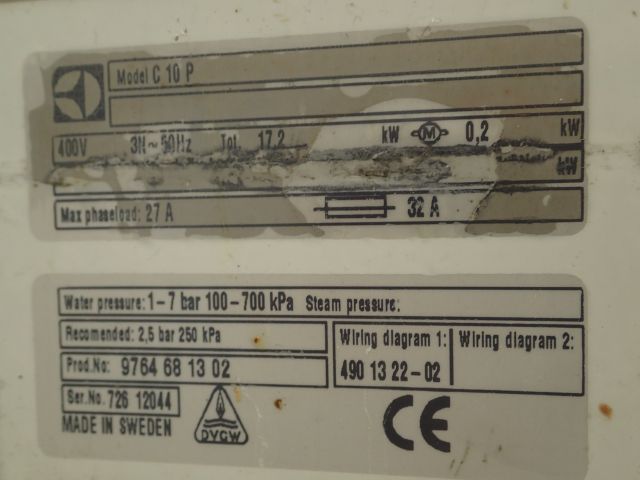 Model C 10 P
400V 3N~50Hz Tot. 17.2 kW M 0,2 kW
kW
Max phaseload: 27 A 32 A
Water pressure: 1-7 bar 100-700 kPa Steam pressure:
Recomended: 2,5 bar 250 kPa
Wiring diagram 1: Wiring diagram 2:
Prod.No: 9764 68 13 02
490 13 22-02
Ser.No. 726 12044
MADE IN SWEDEN
DVGW
CE